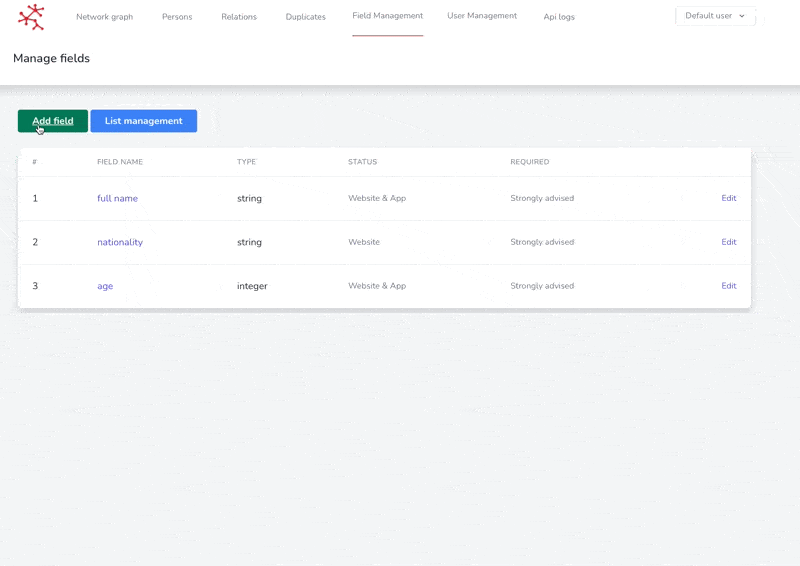 Network graph Persons Relations Duplicates Field Management User Management Api logs Default user
Manage fields
Add field List management
# FIELD NAME TYPE STATUS REQUIRED
1 full name string Website & App Strongly advised Edit
2 nationality string Website Strongly advised Edit
3 age integer Website & App Strongly advised Edit